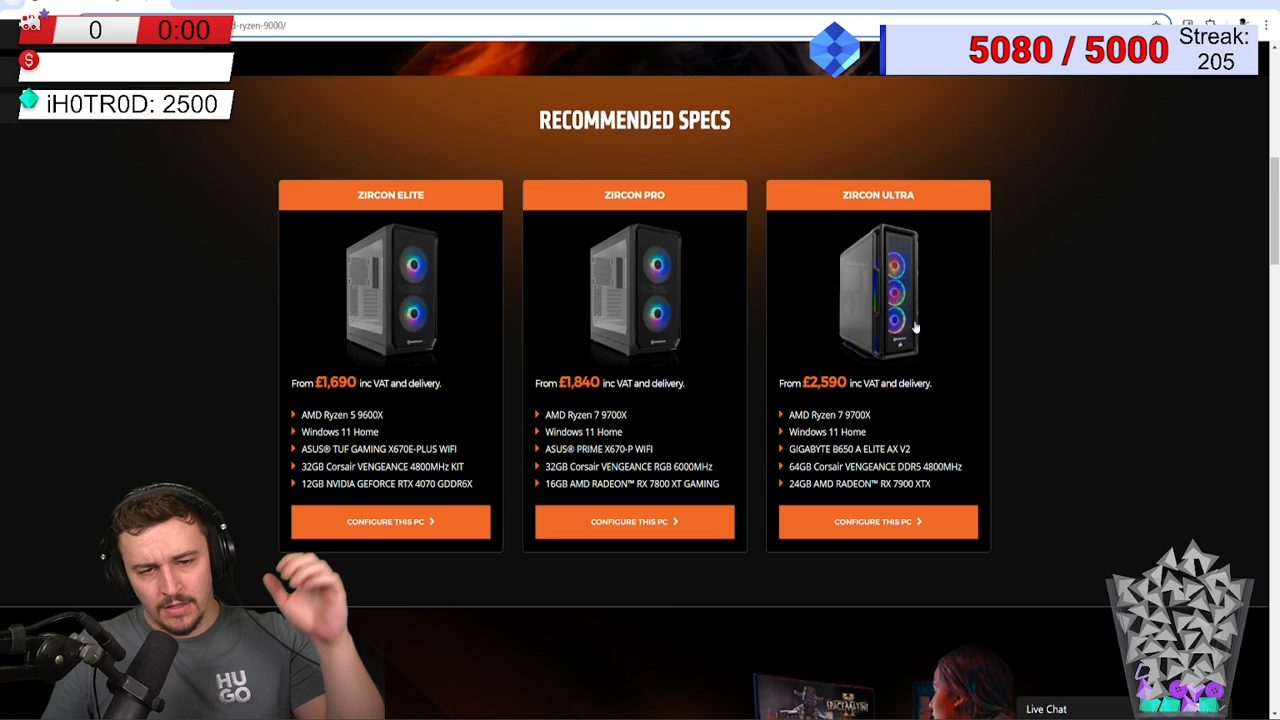 d-ryzen-9000/
0
0:00
$
iH0TR0D: 2500
5080 / 5000
Streak:
205
RECOMMENDED SPECS
ZIRCON ELITE
From £1,690 inc VAT and delivery.
AMD Ryzen 5 9600X
Windows 11 Home
ASUS® TUF GAMING X670E-PLUS WIFI
32GB Corsair VENGEANCE 4800MHz KIT
12GB NVIDIA GEFORCE RTX 4070 GDDR6X
CONFIGURE THIS PC
ZIRCON PRO
From £1,840 inc VAT and delivery.
AMD Ryzen 7 9700X
Windows 11 Home
ASUS® PRIME X670-P WIFI
32GB Corsair VENGEANCE RGB 6000MHz
16GB AMD RADEON™ RX 7800 XT GAMING
CONFIGURE THIS PC
ZIRCON ULTRA
From £2,590 inc VAT and delivery.
AMD Ryzen 7 9700X
Windows 11 Home
GIGABYTE B650 A ELITE AX V2
64GB Corsair VENGEANCE DDR5 4800MHz
24GB AMD RADEON™ RX 7900 XTX
CONFIGURE THIS PC
HU
GO
Live Chat